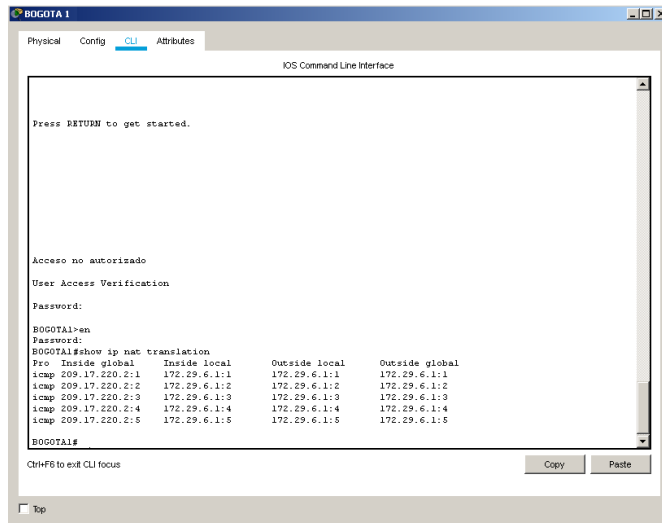 BOGOTA 1
Physical Config CLI Attributes
IOS Command Line Interface
Press RETURN to get started.
Acceso no autorizado
User Access Verification
Password:
BOGOTA1>en
Password:
BOGOTA1#show ip nat translation
Pro Inside global Inside local Outside local Outside global
icmp 209.17.220.2:1 172.29.6.1:1 172.29.6.1:1 172.29.6.1:1
icmp 209.17.220.2:2 172.29.6.1:2 172.29.6.1:2 172.29.6.1:2
icmp 209.17.220.2:3 172.29.6.1:3 172.29.6.1:3 172.29.6.1:3
icmp 209.17.220.2:4 172.29.6.1:4 172.29.6.1:4 172.29.6.1:4
icmp 209.17.220.2:5 172.29.6.1:5 172.29.6.1:5 172.29.6.1:5
BOGOTA1#
Ctrl+F6 to exit CLI focus
Copy Paste
Top